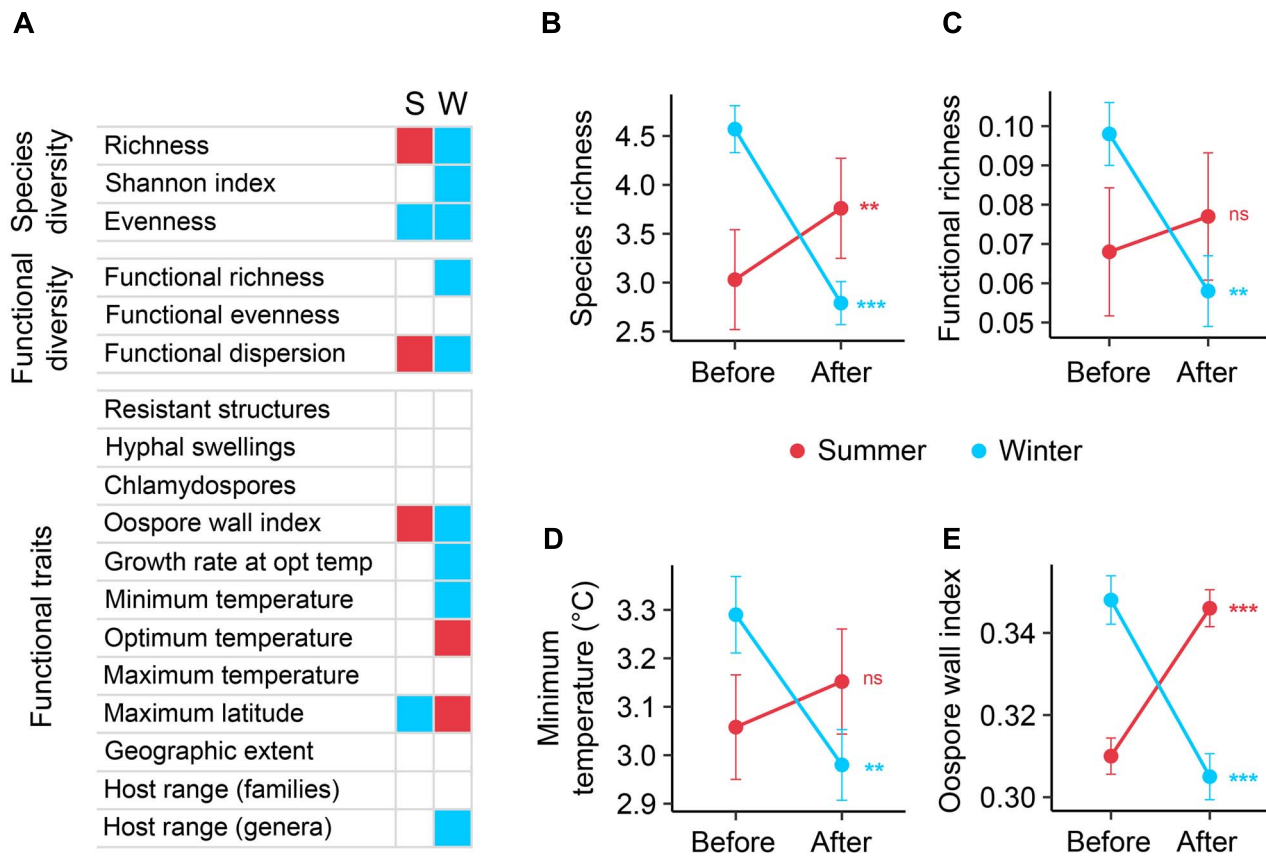 A
S W
Species
diversity
Richness
Shannon index
Evenness
Functional
diversity
Functional richness
Functional evenness
Functional dispersion
Functional traits
Resistant structures
Hyphal swellings
Chlamydospores
Oospore wall index
Growth rate at opt temp
Minimum temperature
Optimum temperature
Maximum temperature
Maximum latitude
Geographic extent
Host range (families)
Host range (genera)
B
Species richness
4.5
4.0
3.5
3.0
2.5
**
***
Before After
C
Functional richness
0.10
0.09
0.08
0.07
0.06
0.05
ns
**
Before After
Summer Winter
D
Minimum
temperature (°C)
3.3
3.2
3.1
3.0
2.9
ns
**
Before After
E
Oospore wall index
0.34
0.32
0.30
***
***
Before After